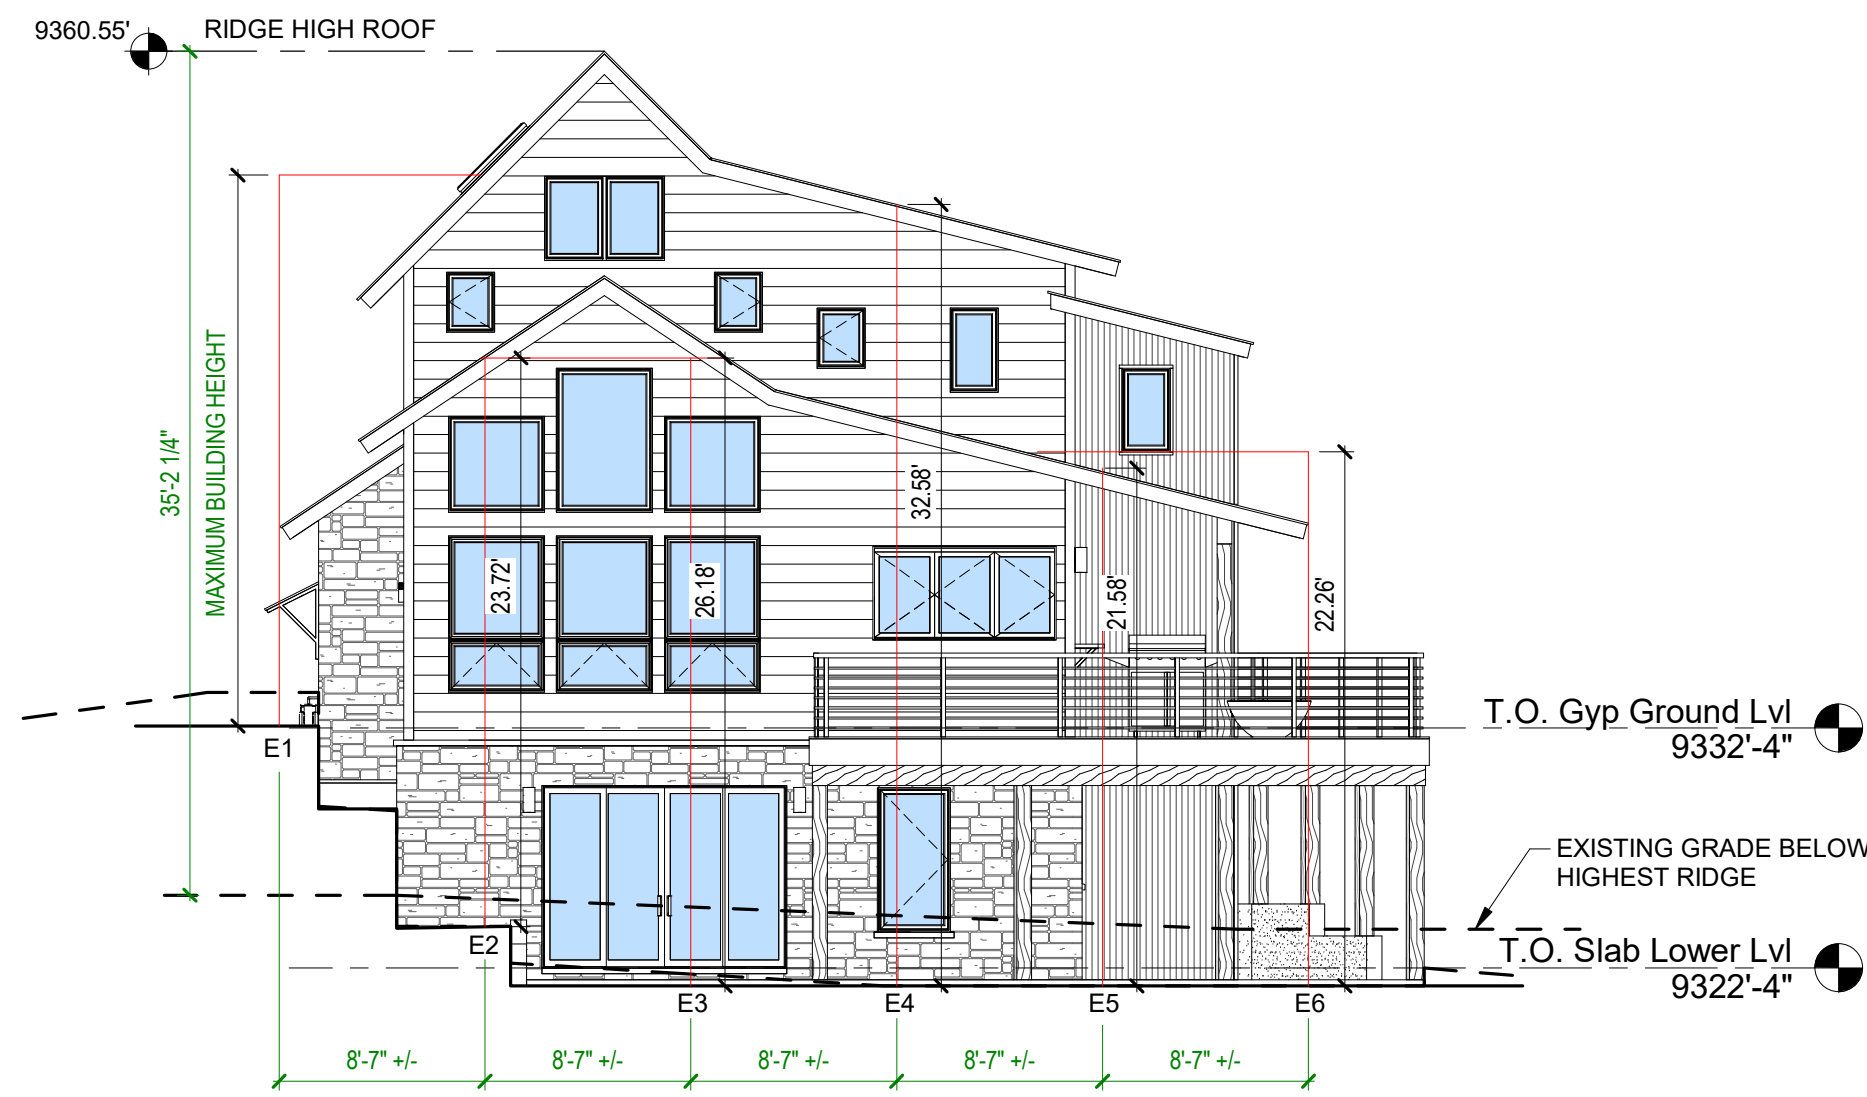 9360.55'
RIDGE HIGH ROOF
35'-2 1/4"
MAXIMUM BUILDING HEIGHT
23.72'
26.18'
32.58'
21.58'
22.26'
T.O. Gyp Ground Lvl
9332'-4"
EXISTING GRADE BELOW
HIGHEST RIDGE
T.O. Slab Lower Lvl
9322'-4"
E1
E2
E3
E4
E5
E6
8'-7" +/-
8'-7" +/-
8'-7" +/-
8'-7" +/-
8'-7" +/-